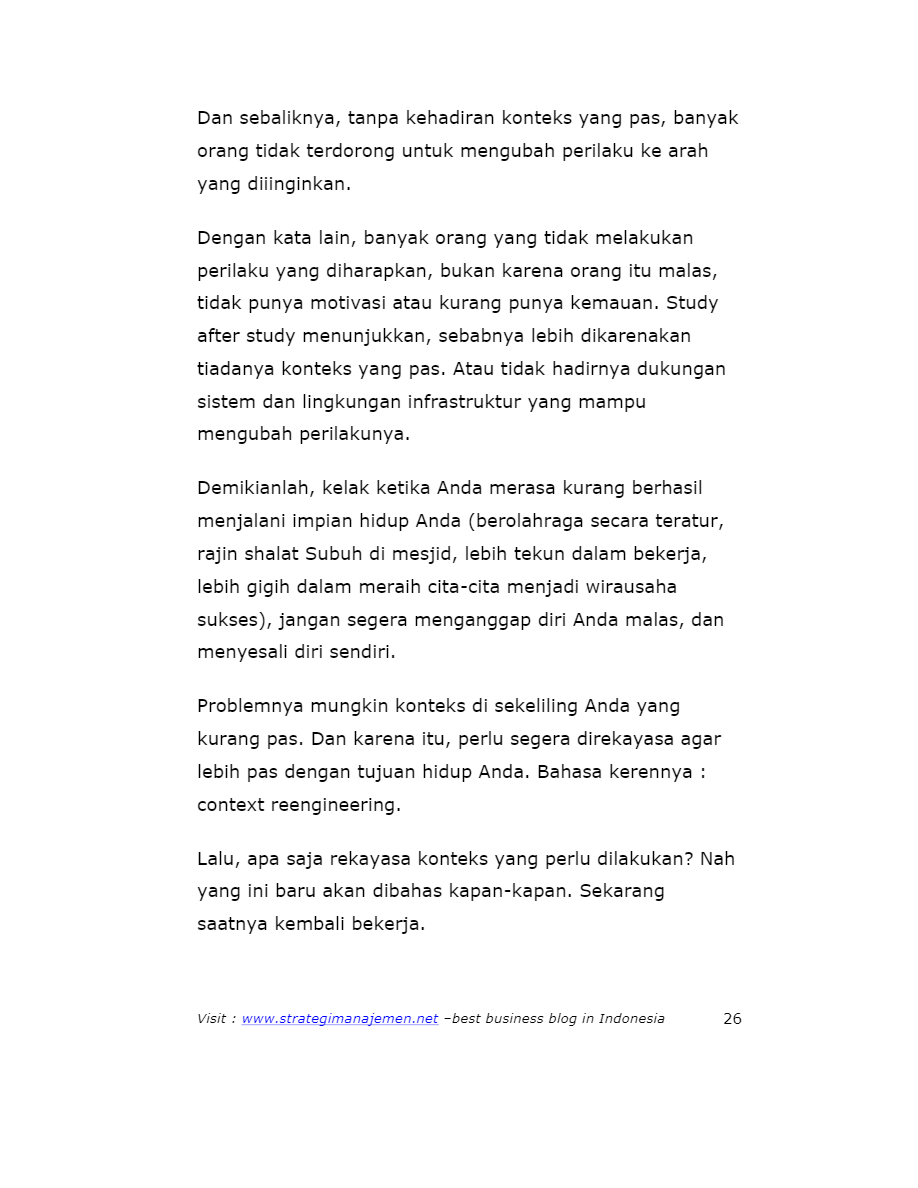 Dan sebaliknya, tanpa kehadiran konteks yang pas, banyak
orang tidak terdorong untuk mengubah perilaku ke arah
yang diiinginkan.
Dengan kata lain, banyak orang yang tidak melakukan
perilaku yang diharapkan, bukan karena orang itu malas,
tidak punya motivasi atau kurang punya kemauan. Study
after study menunjukkan, sebabnya lebih dikarenakan
tiadanya konteks yang pas. Atau tidak hadirnya dukungan
sistem dan lingkungan infrastruktur yang mampu
mengubah perilakunya.
Demikianlah, kelak ketika Anda merasa kurang berhasil
menjalani impian hidup Anda (berolahraga secara teratur,
rajin shalat Subuh di mesjid, lebih tekun dalam bekerja,
lebih gigih dalam meraih cita-cita menjadi wirausaha
sukses), jangan segera menganggap diri Anda malas, dan
menyesali diri sendiri.
Problemnya mungkin konteks di sekeliling Anda yang
kurang pas. Dan karena itu, perlu segera direkayasa agar
lebih pas dengan tujuan hidup Anda. Bahasa kerennya :
context reengineering.
Lalu, apa saja rekayasa konteks yang perlu dilakukan? Nah
yang ini baru akan dibahas kapan-kapan. Sekarang
saatnya kembali bekerja.
Visit : www.strategimanajemen.net –best business blog in Indonesia 26